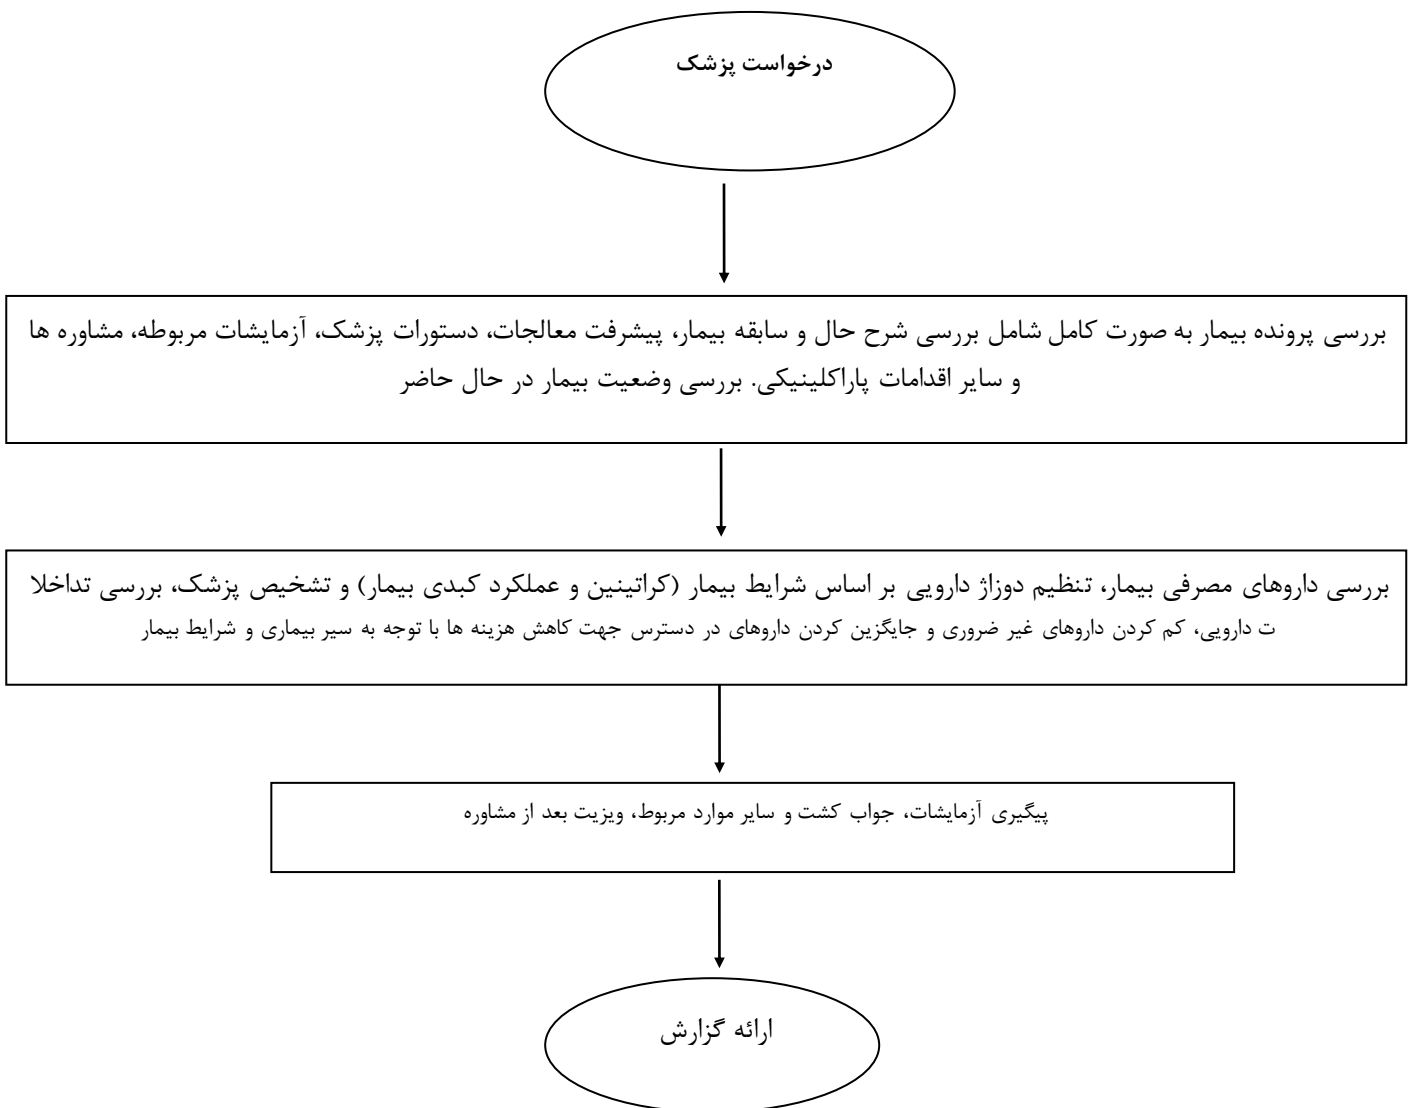 درخواست پزشک
بررسی پرونده بیمار به صورت کامل شامل بررسی شرح حال و سابقه بیمار، پیشرفت معالجات، دستورات پزشک، آزمایشات مربوطه، مشاوره ها
و سایر اقدامات پاراکلینیکی. بررسی وضعیت بیمار در حال حاضر
بررسی داروهای مصرفی بیمار، تنظیم دوزاژ دارویی بر اساس شرایط بیمار (کراتینین و عملکرد کبدی بیمار) و تشخیص پزشک، بررسی تداخلا
ت دارویی، کم کردن داروهای غیر ضروری و جایگزین کردن داروهای در دسترس جهت کاهش هزینه ها با توجه به سیر بیماری و شرایط بیمار
پیگیری آزمایشات، جواب کشت و سایر موارد مربوط، ویزیت بعد از مشاوره
ارائه گزارش